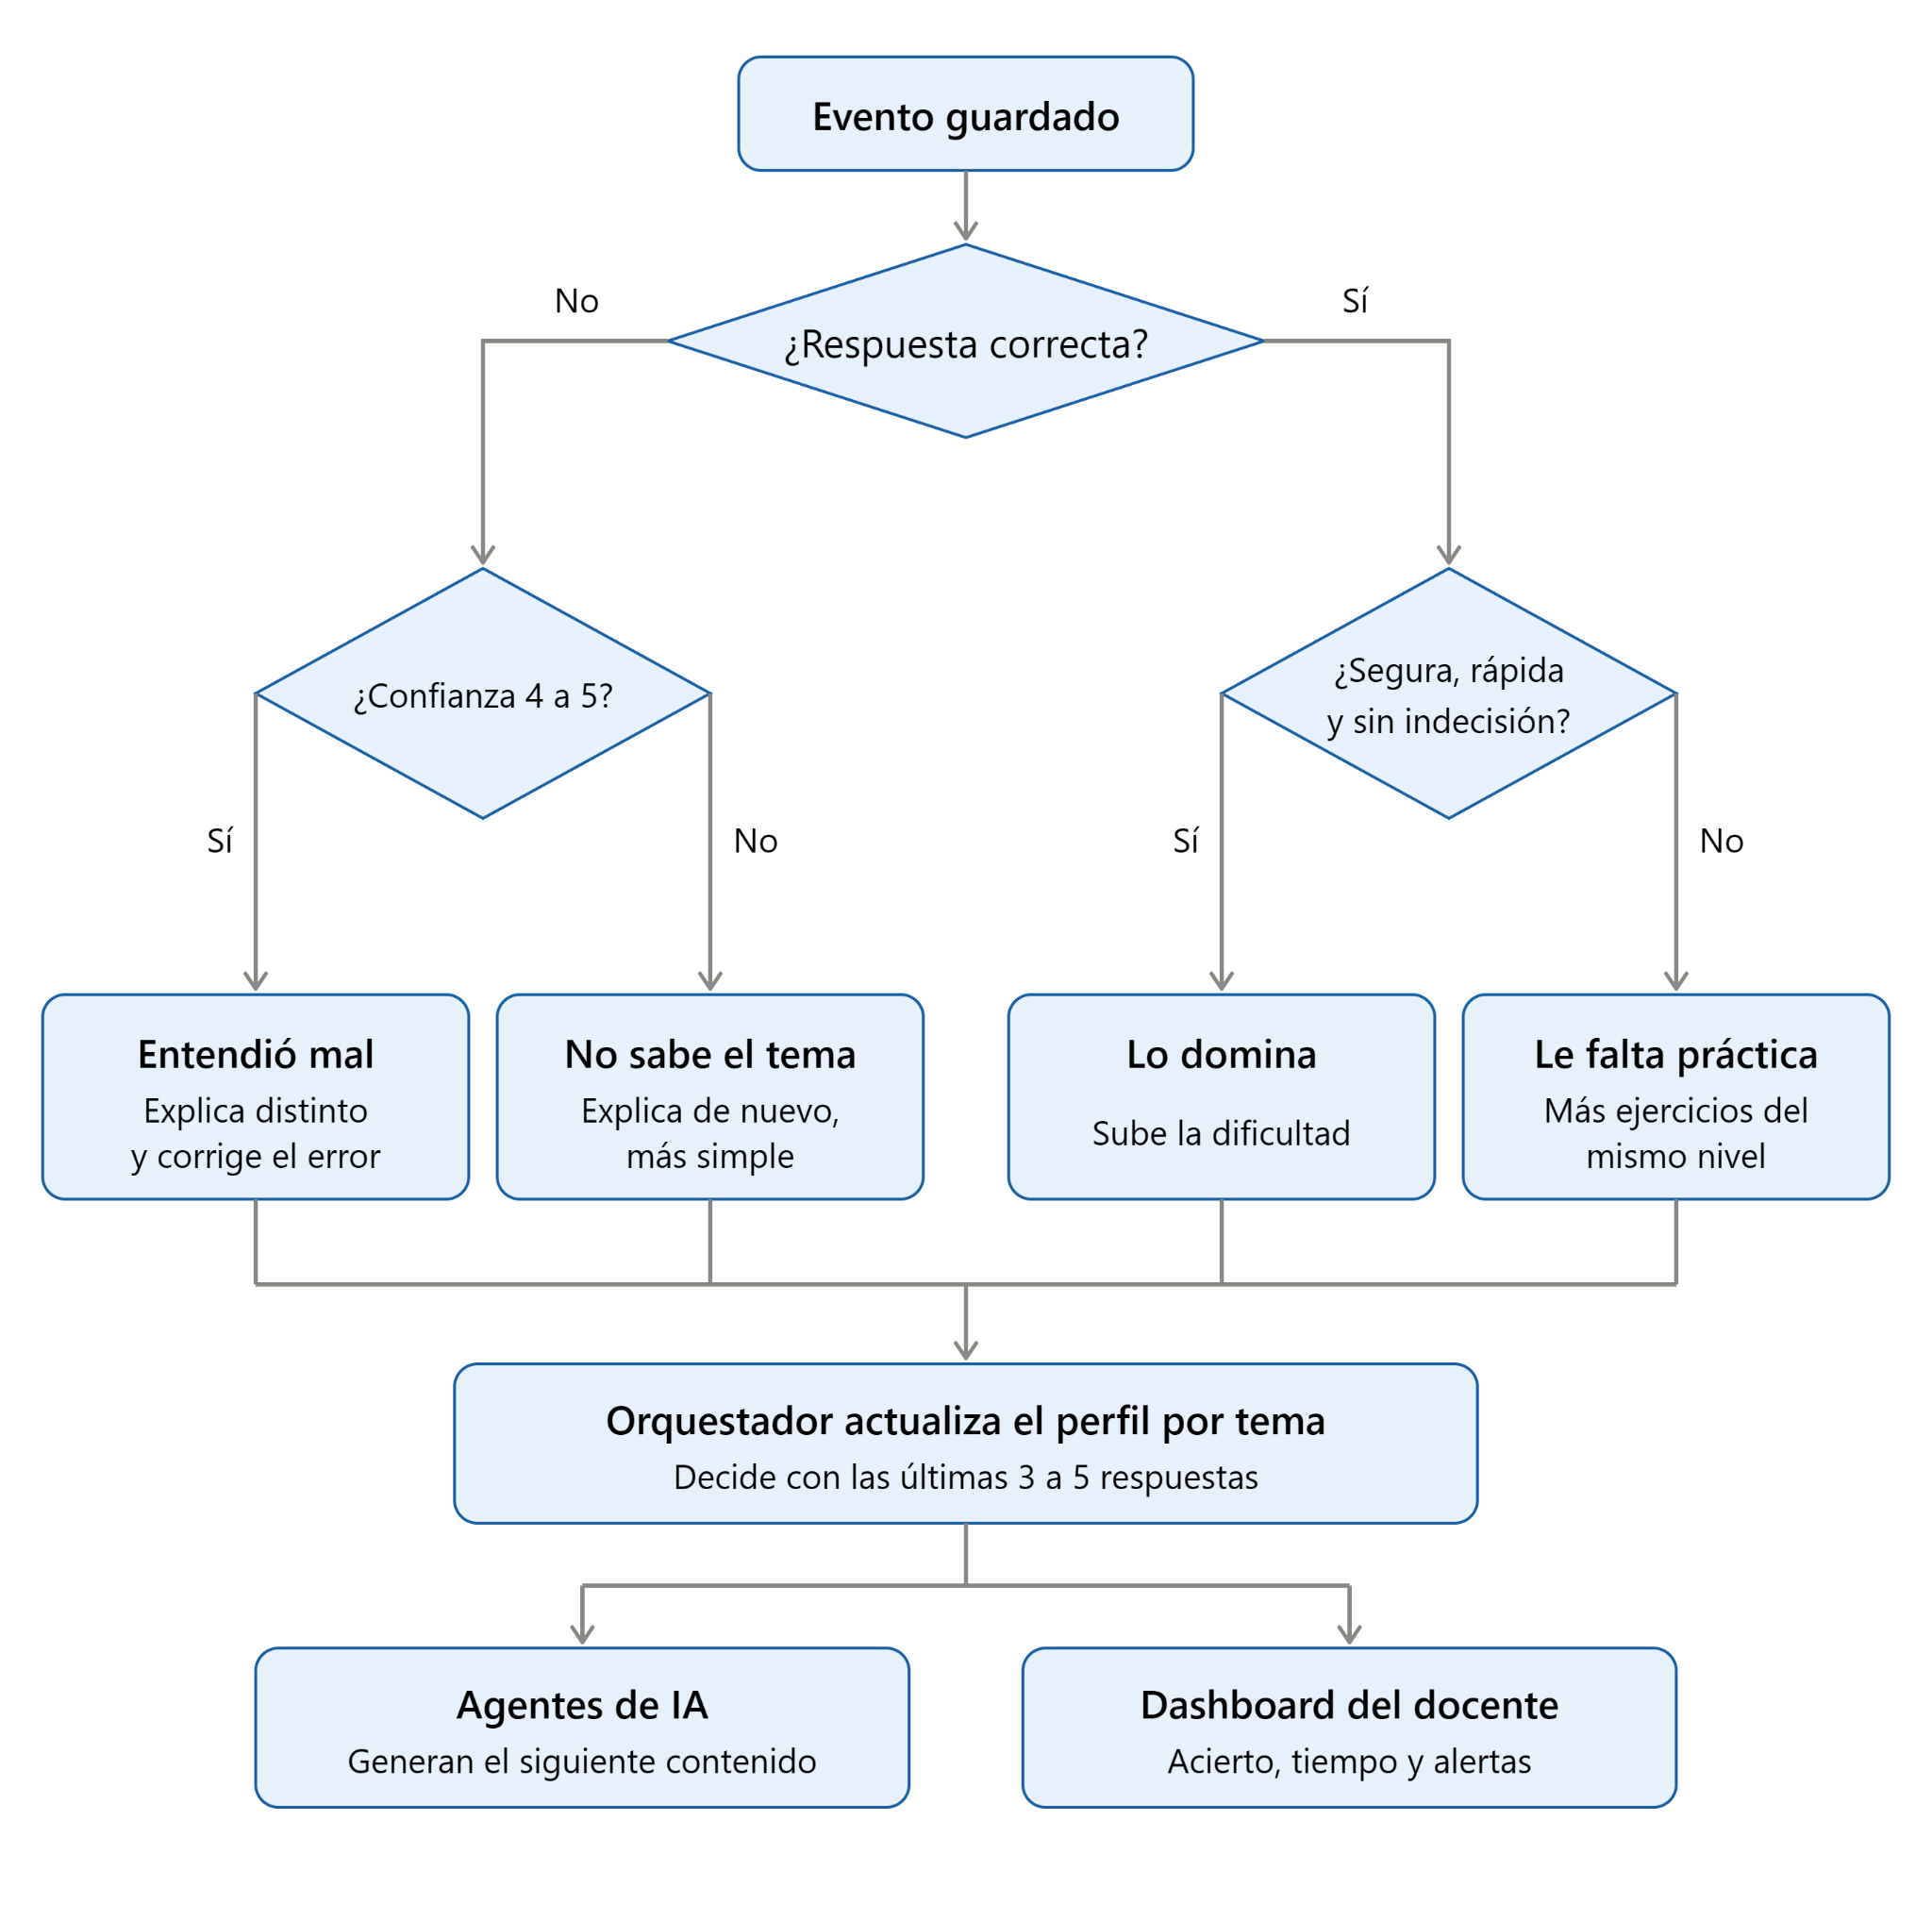 Evento guardado
¿Respuesta correcta?
No
Sí
¿Confianza 4 a 5?
¿Segura, rápida
y sin indecisión?
Sí
No
Sí
No
Entendió mal
Explica distinto
y corrige el error
No sabe el tema
Explica de nuevo,
más simple
Lo domina
Sube la dificultad
Le falta práctica
Más ejercicios del
mismo nivel
Orquestador actualiza el perfil por tema
Decide con las últimas 3 a 5 respuestas
Agentes de IA
Generan el siguiente contenido
Dashboard del docente
Acierto, tiempo y alertas